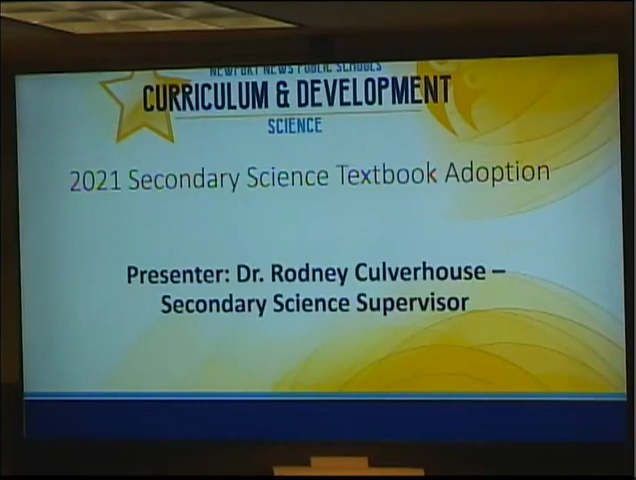 NEWPORT NEWS PUBLIC SCHOOLS
CURRICULUM & DEVELOPMENT
SCIENCE
2021 Secondary Science Textbook Adoption
Presenter: Dr. Rodney Culverhouse –
Secondary Science Supervisor